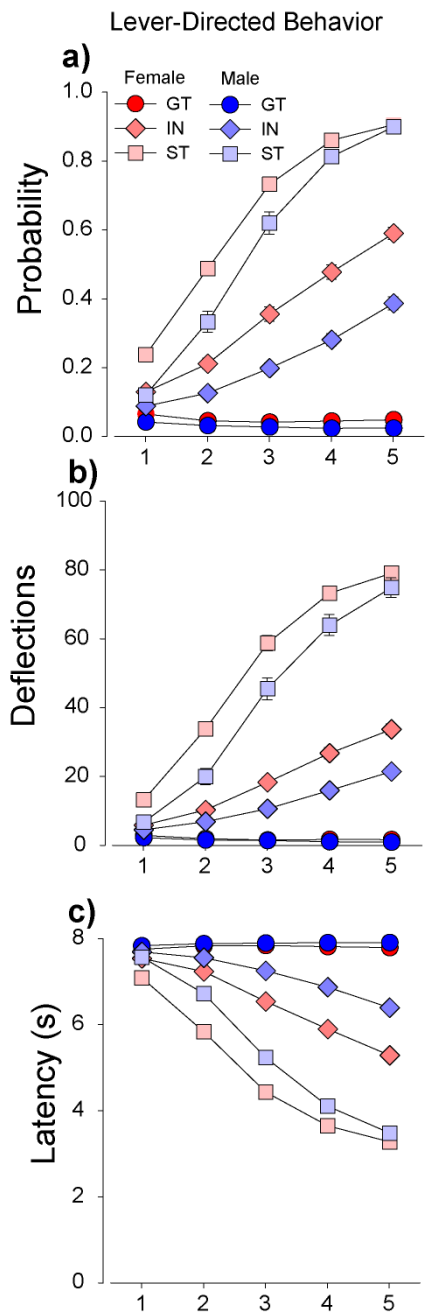 Lever-Directed Behavior
a)
Female Male
GT GT
IN IN
ST ST
Probability
1.0
0.8
0.6
0.4
0.2
0.0
1 2 3 4 5
b)
Deflections
100
80
60
40
20
0
1 2 3 4 5
c)
Latency (s)
8
6
4
2
0
1 2 3 4 5